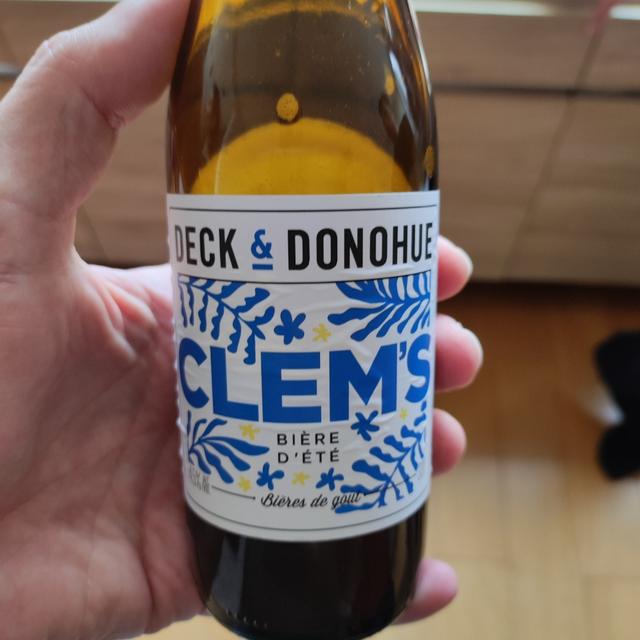 DECK & DONOHUE
CLEM'S
BIÈRE
D'ÉTÉ
Bières de goût